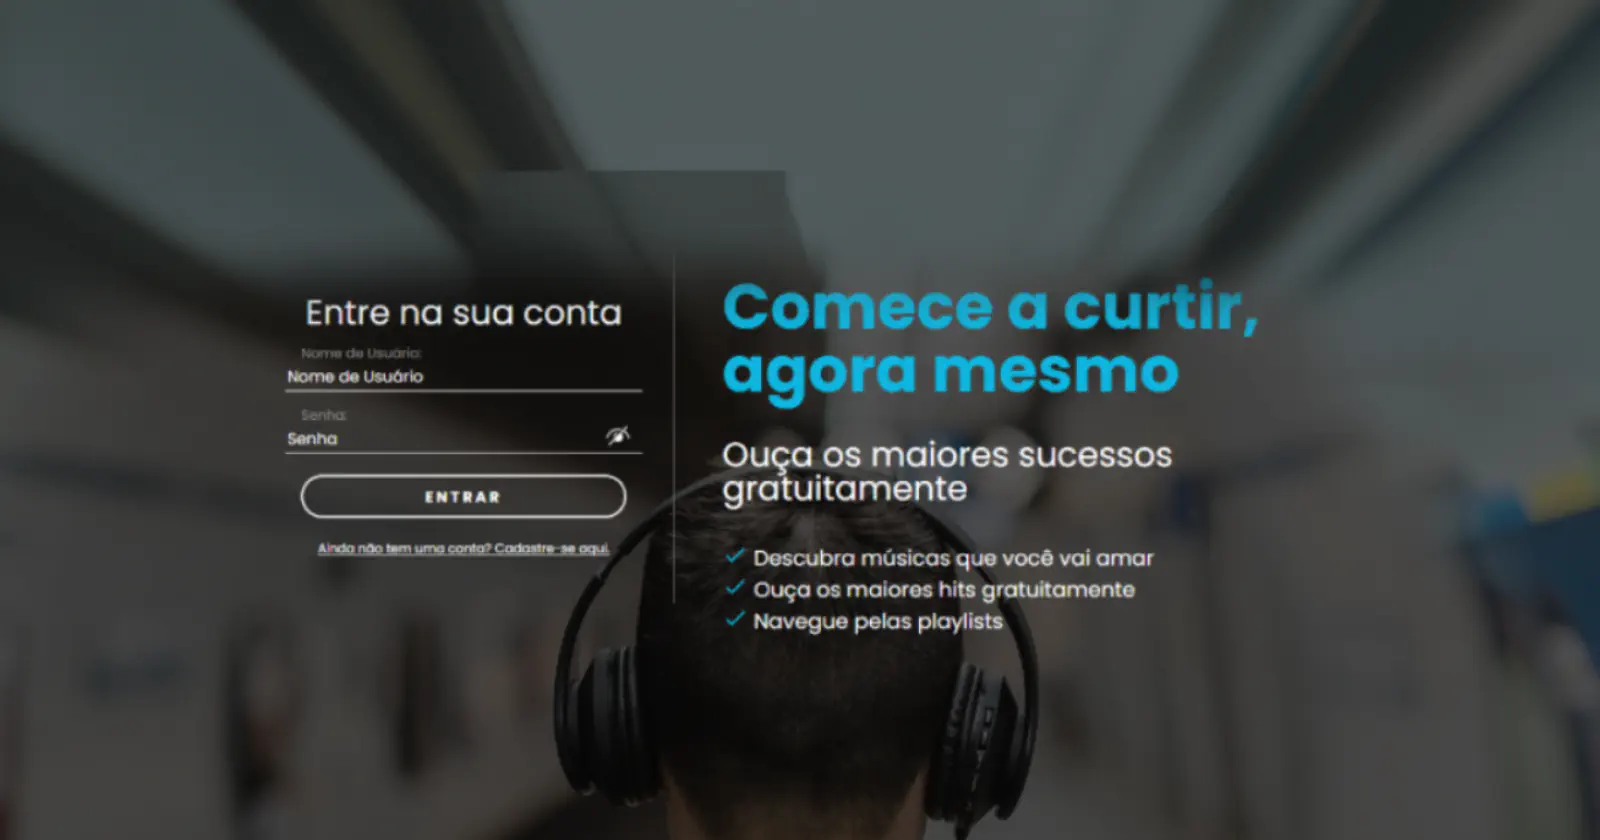 Entre na sua conta
Nome de Usuário:
Nome de Usuário
Senha:
Senha
ENTRAR
Ainda não tem uma conta? Cadastre-se aqui.
Comece a curtir,
agora mesmo
Ouça os maiores sucessos
gratuitamente
Descubra músicas que você vai amar
Ouça os maiores hits gratuitamente
Navegue pelas playlists